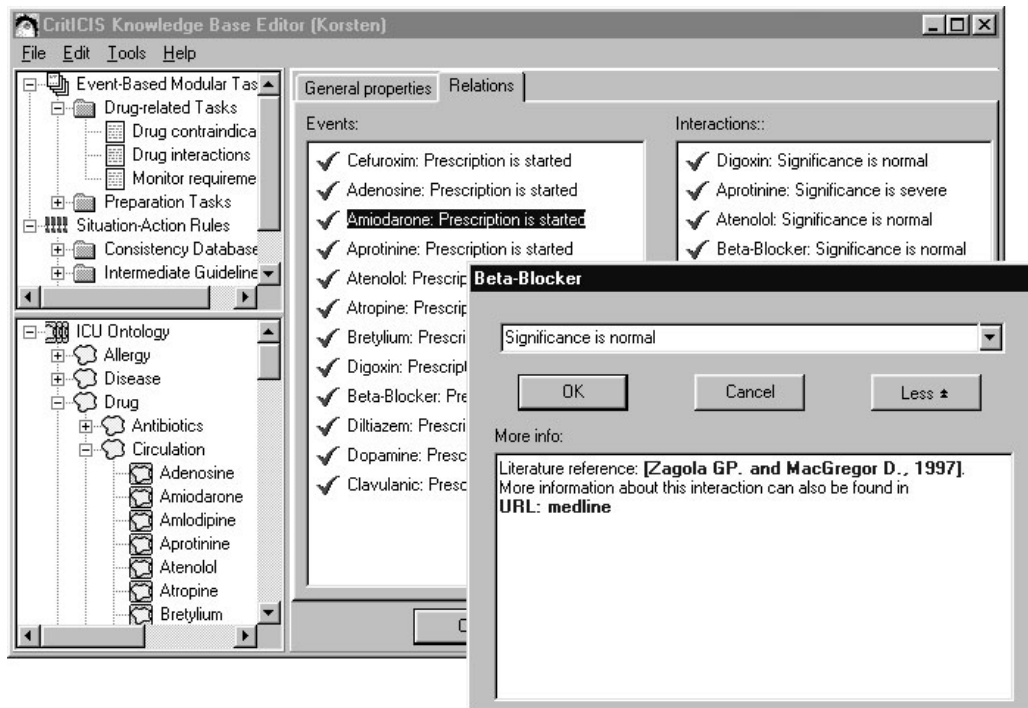 CritICIS Knowledge Base Editor (Korsten)
File Edit Tools Help
Event-Based Modular Tas
Drug-related Tasks
Drug contraindica
Drug interactions
Monitor requireme
Preparation Tasks
Situation-Action Rules
Consistency Database
Intermediate Guideline
ICU Ontology
Allergy
Disease
Drug
Antibiotics
Circulation
Adenosine
Amiodarone
Amlodipine
Aprotinine
Atenolol
Atropine
Bretylium
General properties Relations
Events:
Cefuroxim: Prescription is started
Adenosine: Prescription is started
Amiodarone: Prescription is started
Aprotinine: Prescription is started
Atenolol: Prescrip
Atropine: Prescrip
Bretylium: Prescri
Digoxin: Prescript
Beta-Blocker: Pre
Diltiazem: Prescri
Dopamine: Presc
Clavulanic: Presc
Interactions::
Digoxin: Significance is normal
Aprotinine: Significance is severe
Atenolol: Significance is normal
Beta-Blocker: Significance is normal
Beta-Blocker
Significance is normal
OK Cancel Less
More info:
Literature reference: [Zagola GP. and MacGregor D., 1997].
More information about this interaction can also be found in
URL: medline